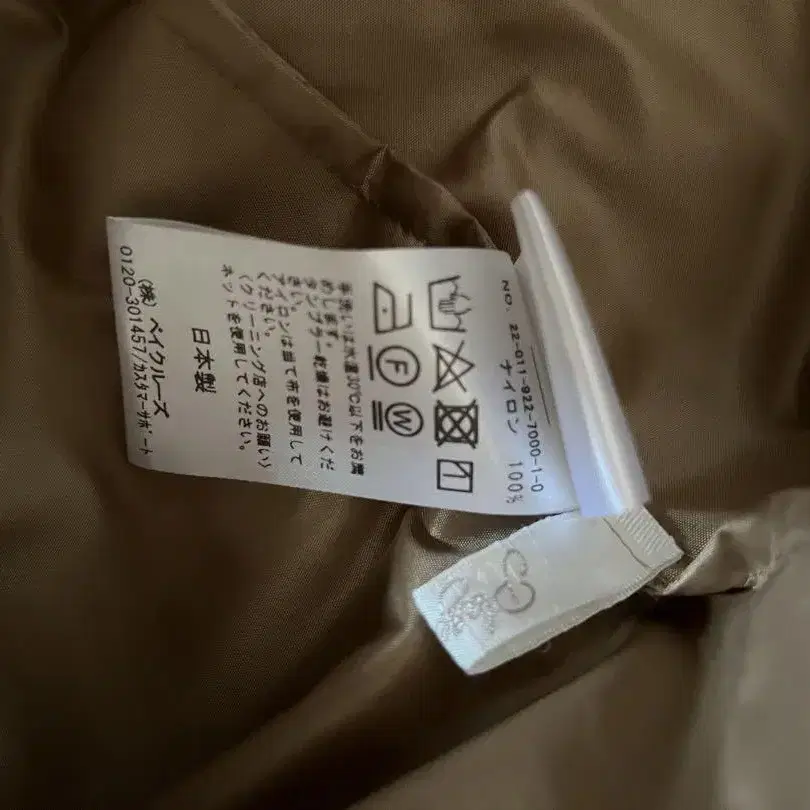 NO. 22-011-922-7000-1-0
ナイロン 100%
F W
手洗いは水温30℃以下をお薦
めします。
タンブラー乾燥はお避けくだ
さい。
アイロンは当て布を使用して
ください。
〈クリーニング店へのお願い〉
ネットを使用してください。
日本製
(株)ベイクルーズ
0120-301457/カスタマーサポート